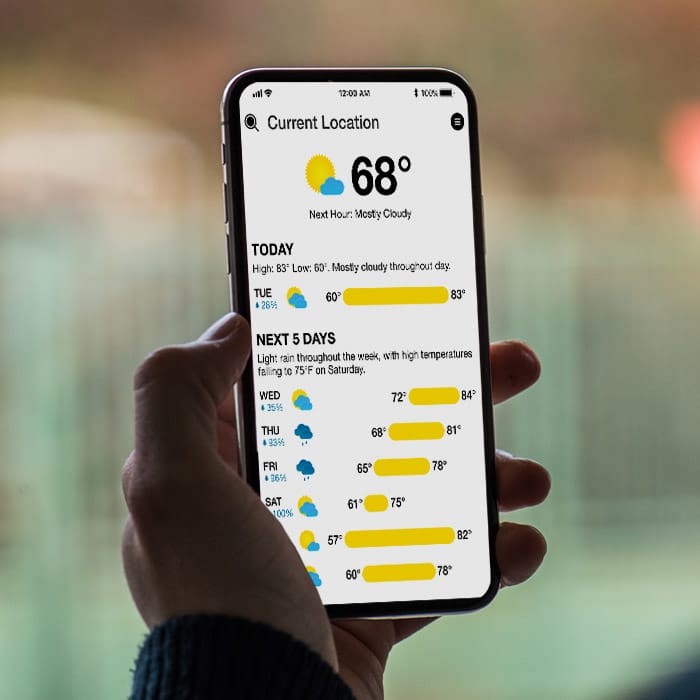 12:00 AM 100%
Current Location
68°
Next Hour: Mostly Cloudy
TODAY
High: 83° Low: 60°. Mostly cloudy throughout day.
TUE 60° 83°
NEXT 5 DAYS
Light rain throughout the week, with high temperatures
falling to 75°F on Saturday.
WED 72° 84°
35%
THU 68° 81°
93%
FRI 65° 78°
96%
SAT 61° 75°
100%
57° 82°
60° 78°